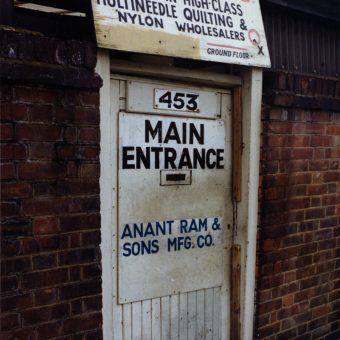 HIGH-CLASS
MULTINEEDLE QUILTING &
NYLON WHOLESALERS
GROUND FLOOR
453
MAIN
ENTRANCE
ANANT RAM &
SONS MFG. CO.